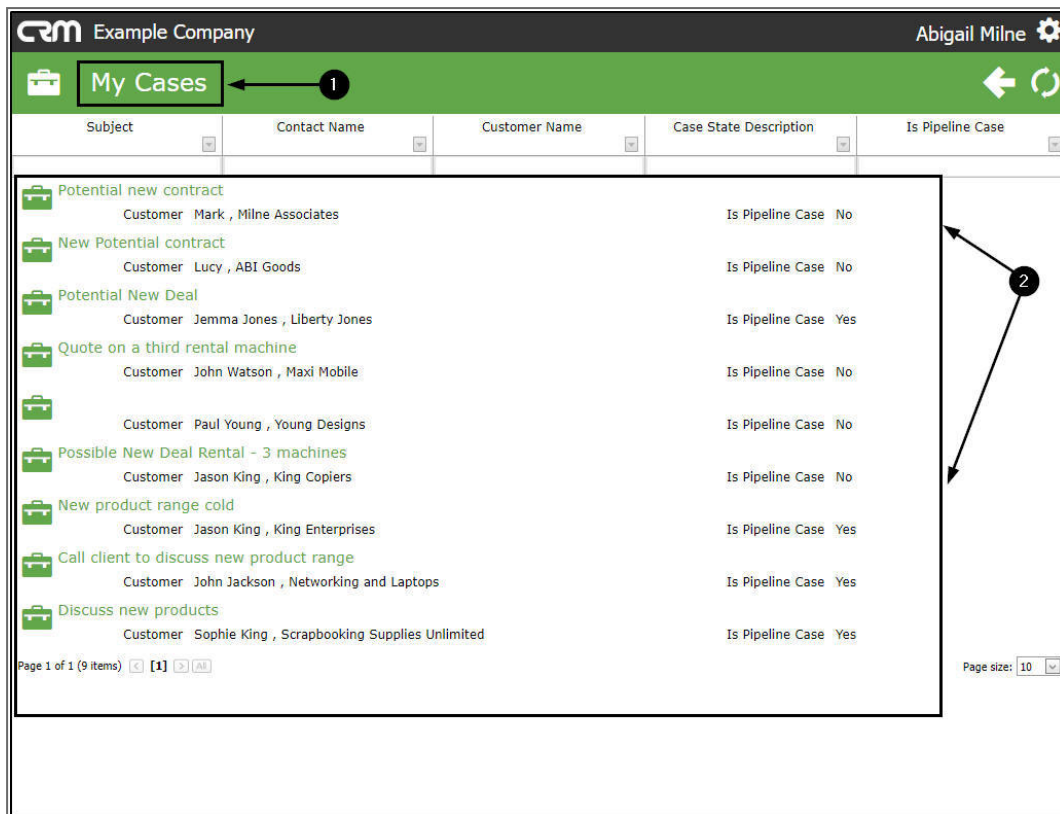 CRM Example Company Abigail Milne
My Cases 1
Subject Contact Name Customer Name Case State Description Is Pipeline Case
Potential new contract
Customer Mark , Milne Associates Is Pipeline Case No
New Potential contract
Customer Lucy , ABI Goods Is Pipeline Case No
2
Potential New Deal
Customer Jemma Jones , Liberty Jones Is Pipeline Case Yes
Quote on a third rental machine
Customer John Watson , Maxi Mobile Is Pipeline Case No
Customer Paul Young , Young Designs Is Pipeline Case No
Possible New Deal Rental - 3 machines
Customer Jason King , King Copiers Is Pipeline Case No
New product range cold
Customer Jason King , King Enterprises Is Pipeline Case Yes
Call client to discuss new product range
Customer John Jackson , Networking and Laptops Is Pipeline Case Yes
Discuss new products
Customer Sophie King , Scrapbooking Supplies Unlimited Is Pipeline Case Yes
Page 1 of 1 (9 items) < [1] > All Page size: 10